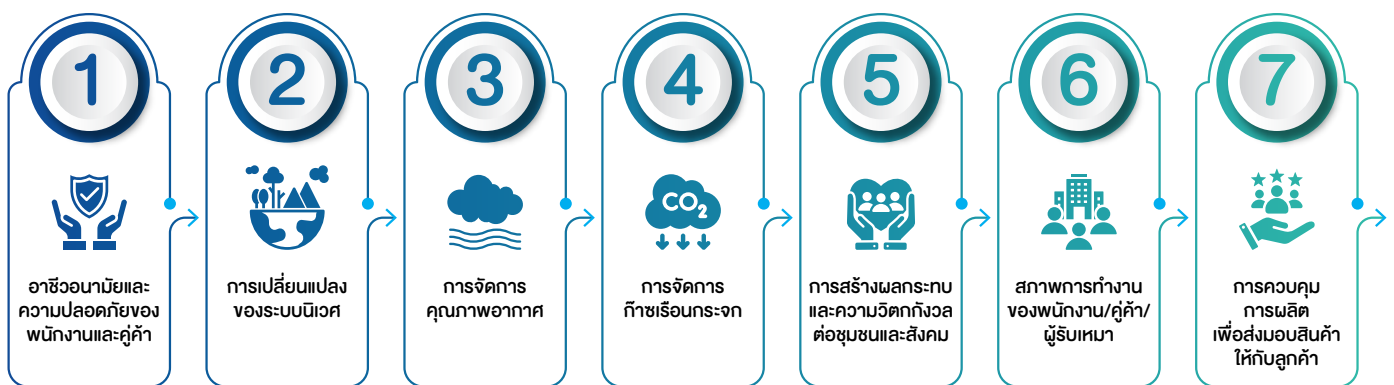 1
อาชีวอนามัยและ
ความปลอดภัยของ
พนักงานและคู่ค้า
2
การเปลี่ยนแปลง
ของระบบนิเวศ
3
การจัดการ
คุณภาพอากาศ
4
CO2
การจัดการ
ก๊าซเรือนกระจก
5
การสร้างผลกระทบ
และความวิตกกังวล
ต่อชุมชนและสังคม
6
สภาพการทำงาน
ของพนักงาน/คู่ค้า/
ผู้รับเหมา
7
การควบคุม
การผลิต
เพื่อส่งมอบสินค้า
ให้กับลูกค้า